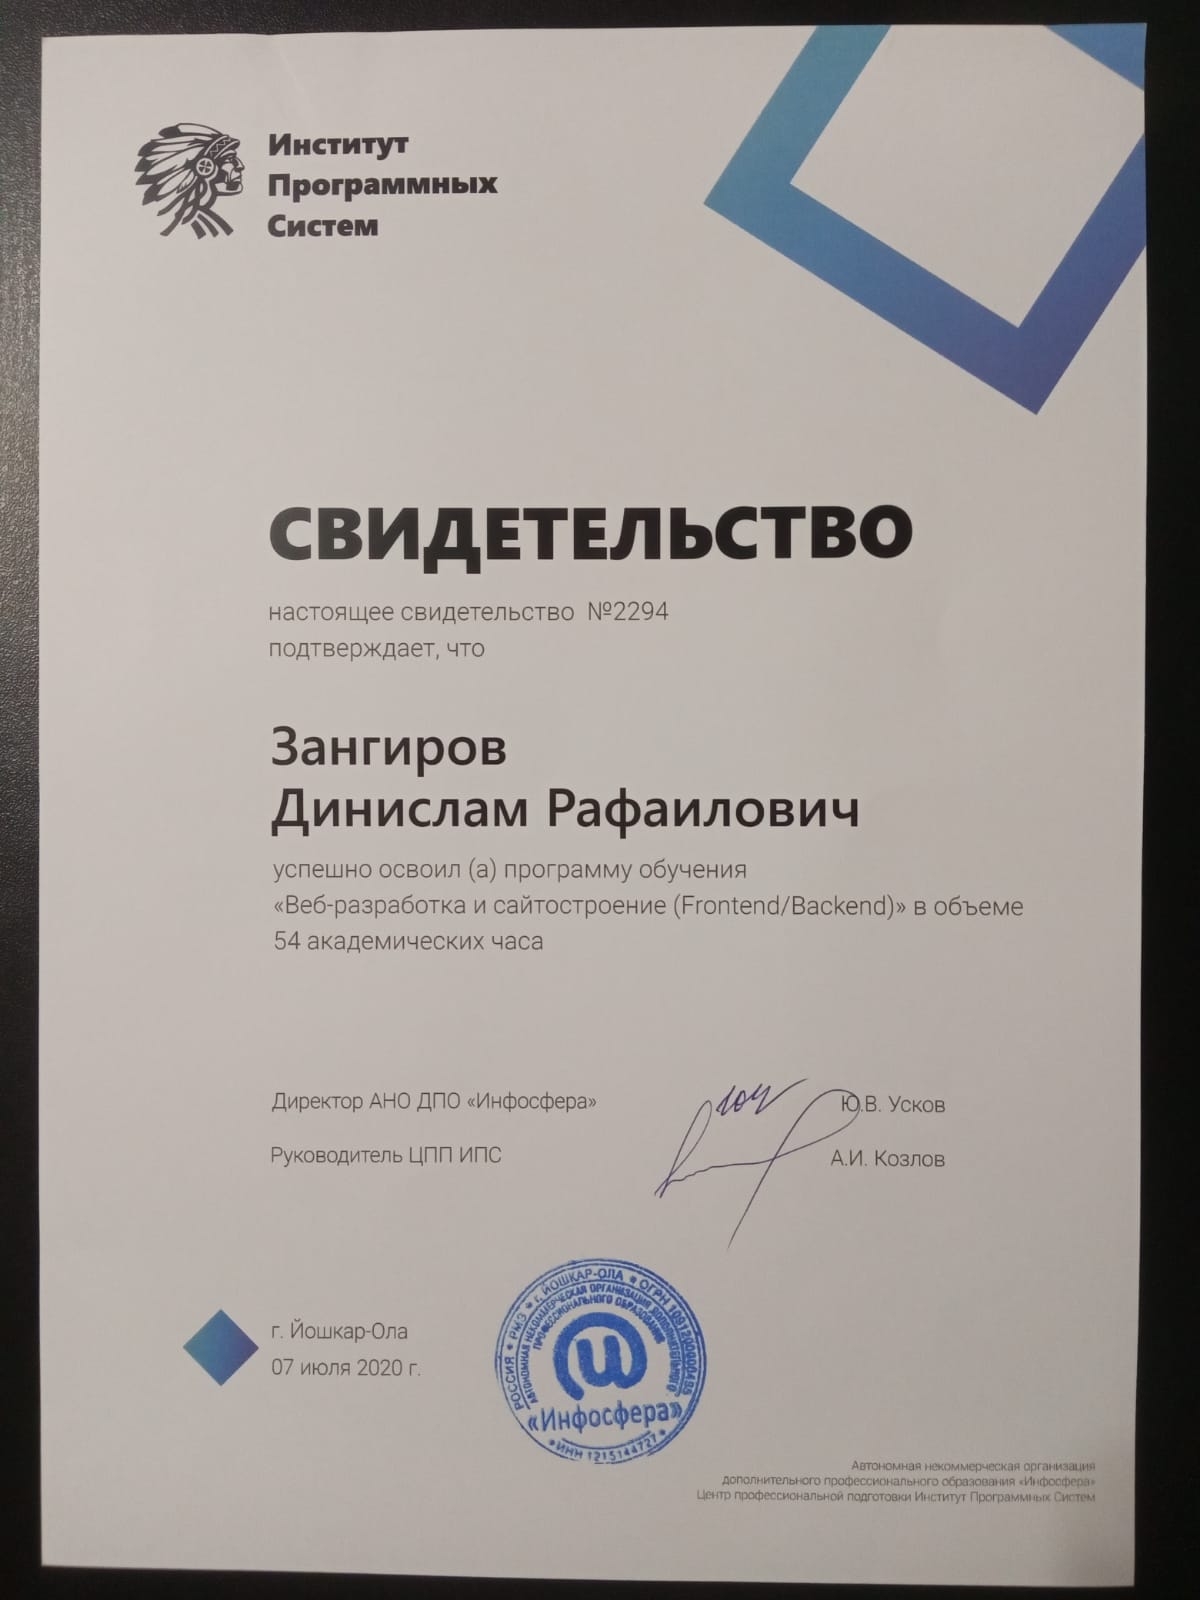 Институт
Программных
Систем
СВИДЕТЕЛЬСТВО
настоящее свидетельство №2294
подтверждает, что
Зангиров
Динислам Рафаилович
успешно освоил (а) программу обучения
«Веб-разработка и сайтостроение (Frontend/Backend)» в объеме
54 академических часа
Директор АНО ДПО «Инфосфера»
Ю.В. Усков
Руководитель ЦПП ИПС
А.И. Козлов
г. Йошкар-Ола
07 июля 2020 г.
РОССИЯ * РМЭ * г. ЙОШКАР-ОЛА * ОГРН
АВТОНОМНАЯ НЕКОММЕРЧЕСКАЯ ОРГАНИЗАЦИЯ ДОПОЛНИТЕЛЬНОГО
ПРОФЕССИОНАЛЬНОГО ОБРАЗОВАНИЯ
«Инфосфера»
* ИНН 1215144727 *
Автономная некоммерческая организация
дополнительного профессионального образования «Инфосфера»
Центр профессиональной подготовки Институт Программных Систем